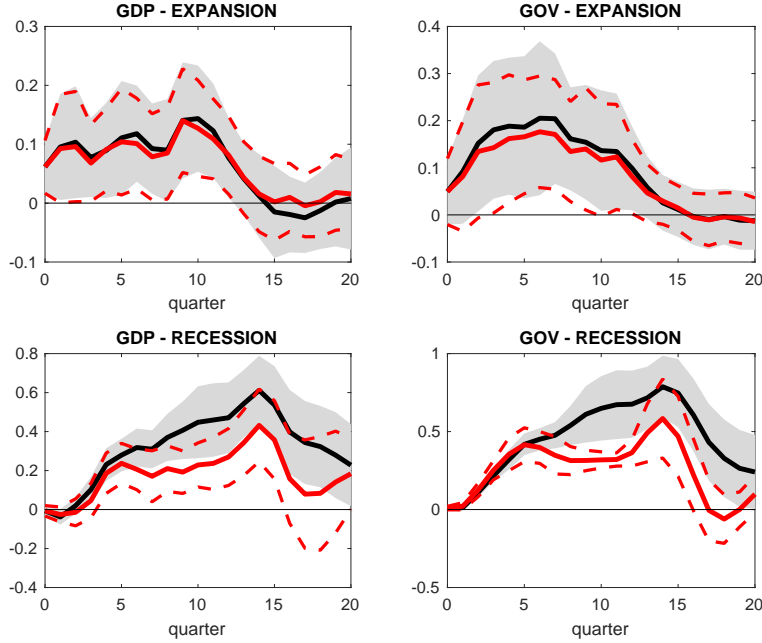 GDP - EXPANSION
0.3
0.2
0.1
0
-0.1
0 5 10 15 20
quarter
GOV - EXPANSION
0.4
0.3
0.2
0.1
0
-0.1
0 5 10 15 20
quarter
GDP - RECESSION
0.8
0.6
0.4
0.2
0
-0.2
-0.4
0 5 10 15 20
quarter
GOV - RECESSION
1
0.5
0
-0.5
0 5 10 15 20
quarter